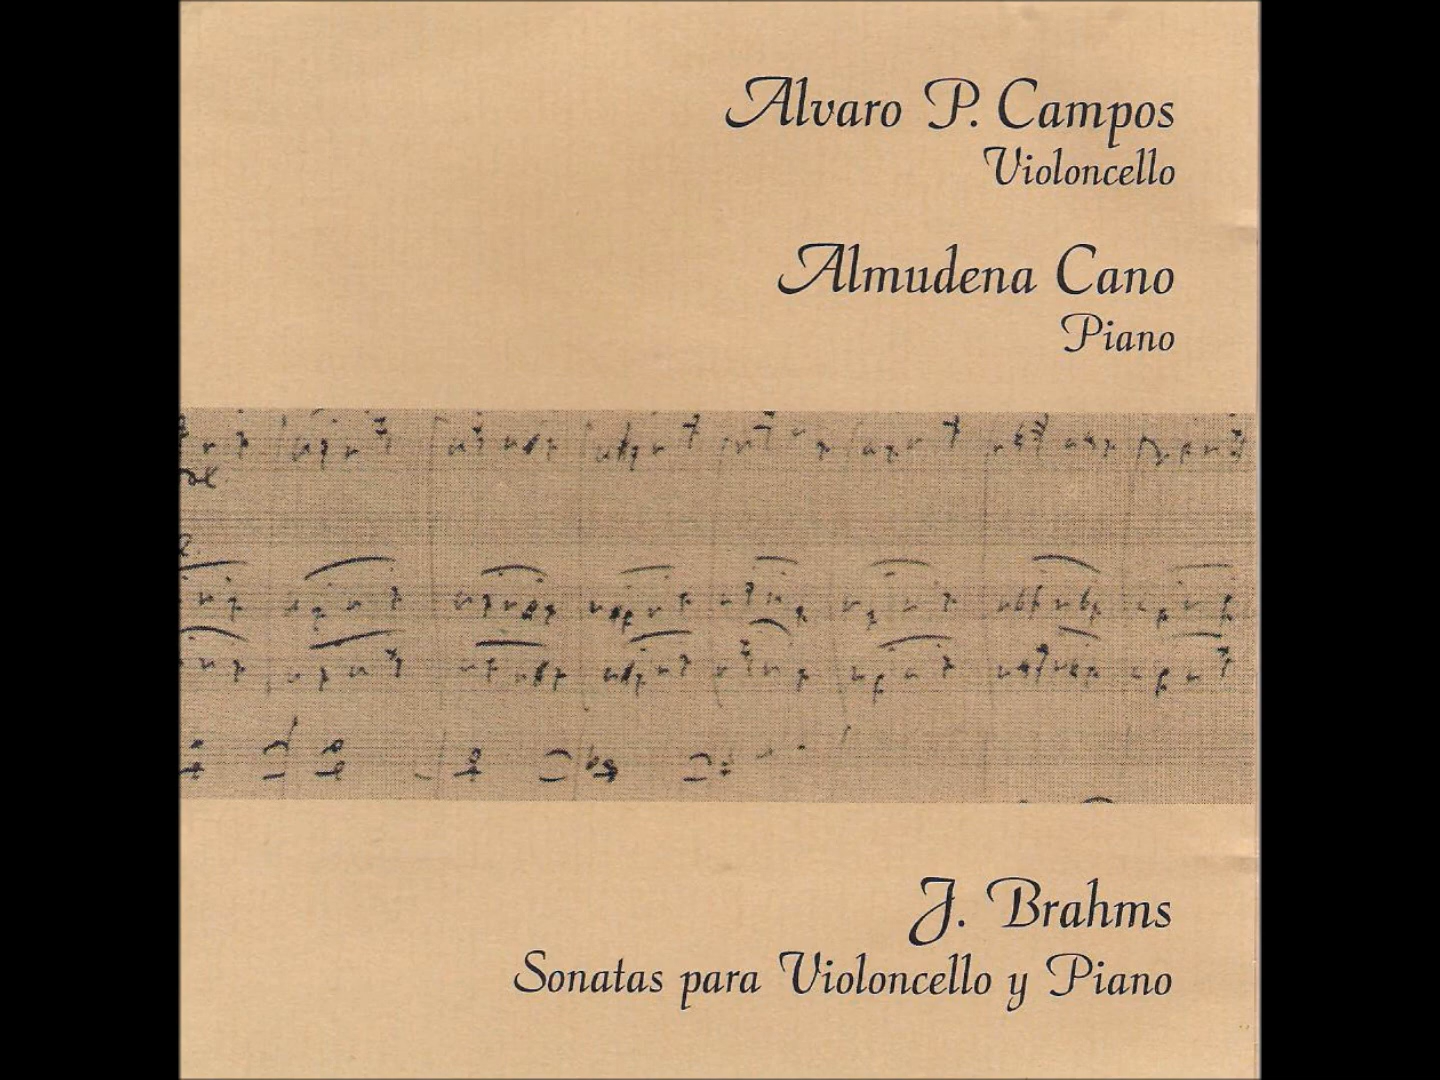 Alvaro P. Campos
Violoncello
Almudena Cano
Piano
J. Brahms
Sonatas para Violoncello y Piano